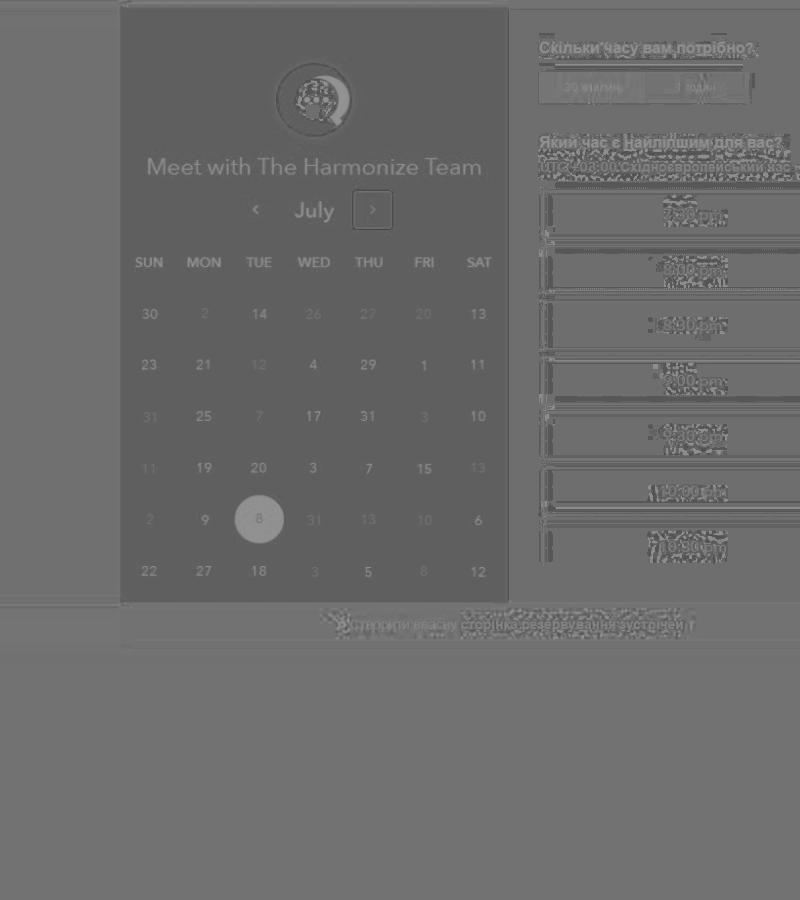 Meet with The Harmonize Team
July
SUN MON TUE WED THU FRI SAT
30 2 14 26 27 20 13
23 21 12 4 29 1 11
31 25 7 17 31 3 10
11 19 20 3 7 15 13
2 9 8 31 13 10 6
22 27 18 3 5 8 12
Скільки часу вам потрібно?
30 хвилин 1 годин
Який час є найліпшим для вас?
UTC +03:00 Східноєвропейський час
7:30 pm
8:00 pm
8:30 pm
9:00 pm
9:30 pm
10:00 pm
10:30 pm
Створити власну сторінка резервування зустрічей